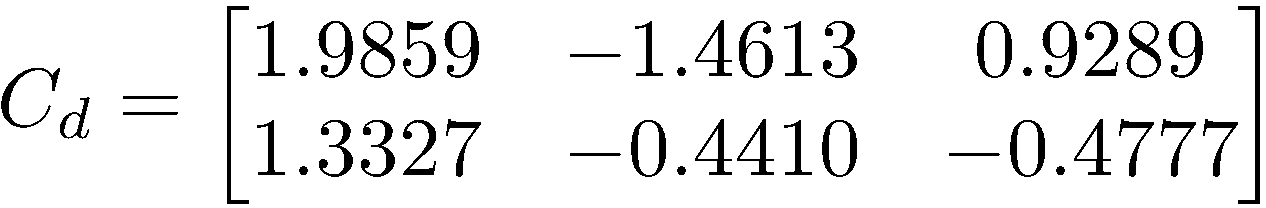 C_d = [1.9859 −1.4613 0.9289
1.3327 −0.4410 −0.4777]